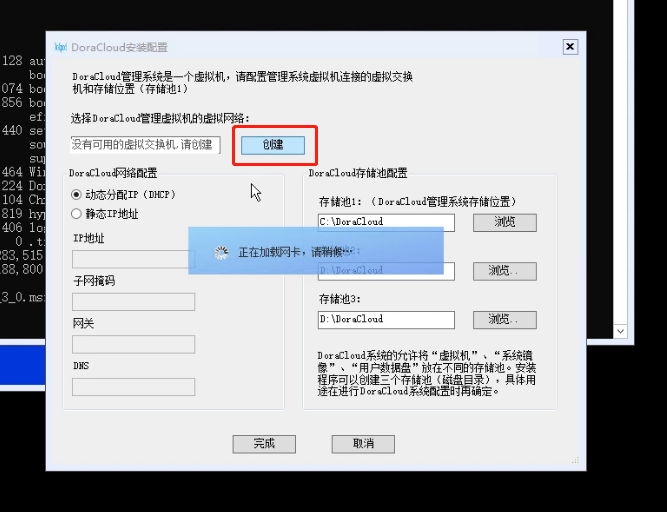 DoraCloud安装配置
128 au
boo
074 boo
856 boo
ef
440 se
sou
sup
464 Wi
224 Do
104 Ch
819 hyp
406 log
0 .t
283,515
88,800
_3_0.ms
DoraCloud管理系统是一个虚拟机，请配置管理系统虚拟机连接的虚拟交换
机和存储位置（存储池1）
选择DoraCloud管理虚拟机的虚拟网络:
没有可用的虚拟交换机,请创建
创建
DoraCloud网络配置
动态分配IP（DHCP）
静态IP地址
IP地址
子网掩码
网关
DNS
DoraCloud存储池配置
存储池1：（DoraCloud管理系统存储位置）
C:\DoraCloud
浏览
正在加载网卡，请稍候…
D:\DoraCloud
浏览..
存储池3:
D:\DoraCloud
浏览..
DoraCloud系统的允许将“虚拟机”、“系统镜
像”、“用户数据盘”放在不同的存储池。安装
程序可以创建三个存储池（磁盘目录），具体用
途在进行DoraCloud系统配置时再确定。
完成
取消